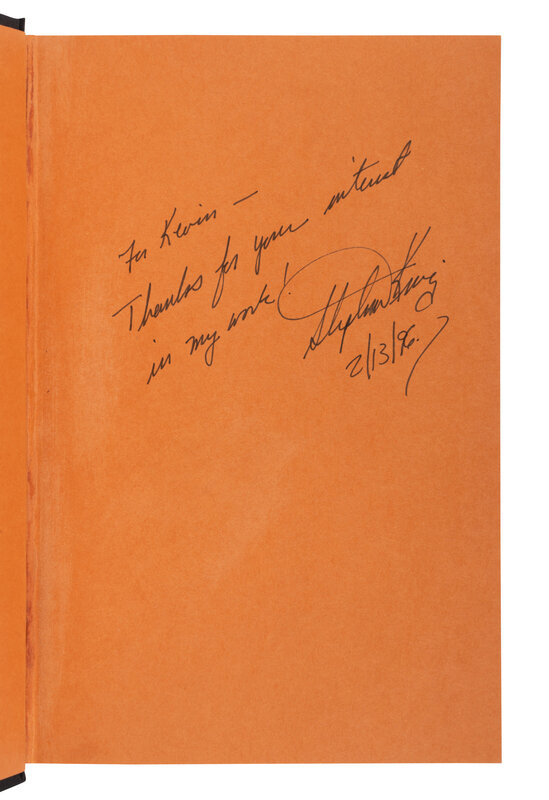 For Kevin —
Thanks for your interest
in my work!
Stephen King
2/13/96.